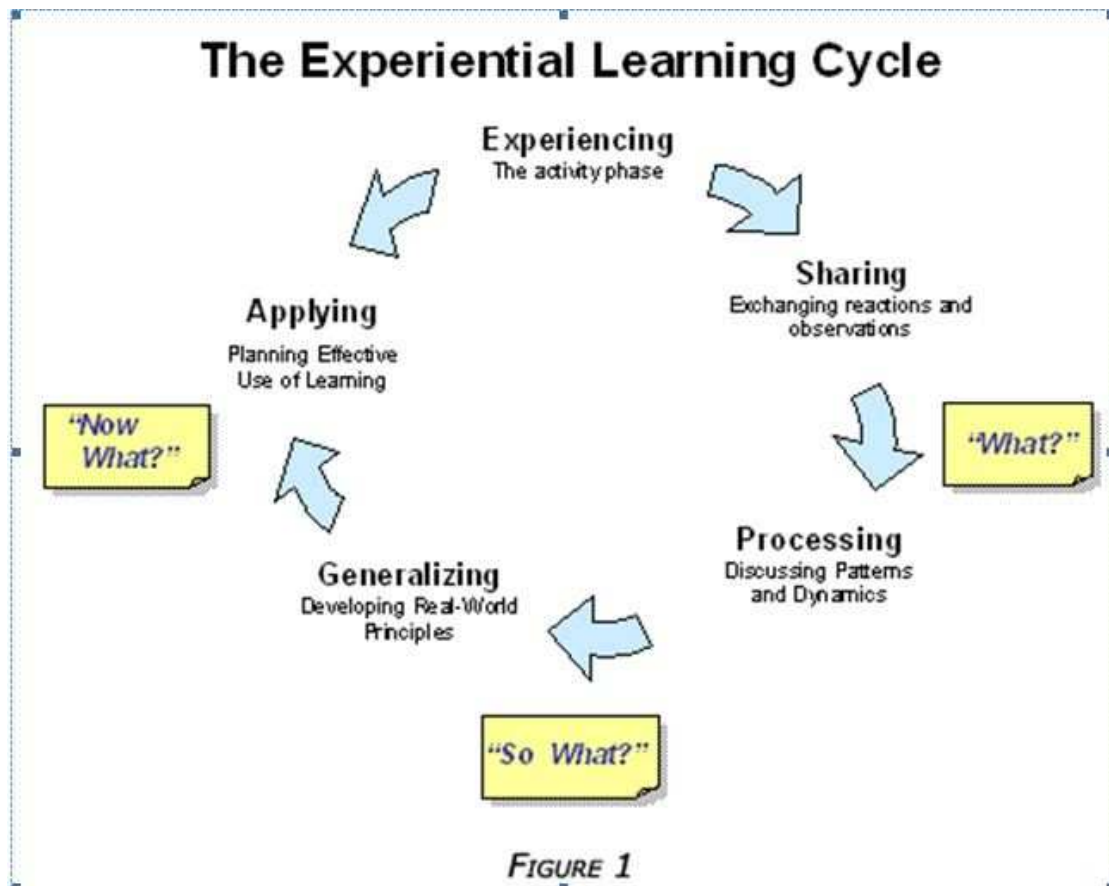 The Experiential Learning Cycle
Experiencing
The activity phase
Sharing
Exchanging reactions and
observations
"What?"
Processing
Discussing Patterns
and Dynamics
"So What?"
Generalizing
Developing Real-World
Principles
Applying
Planning Effective
Use of Learning
"Now
What?"
FIGURE 1